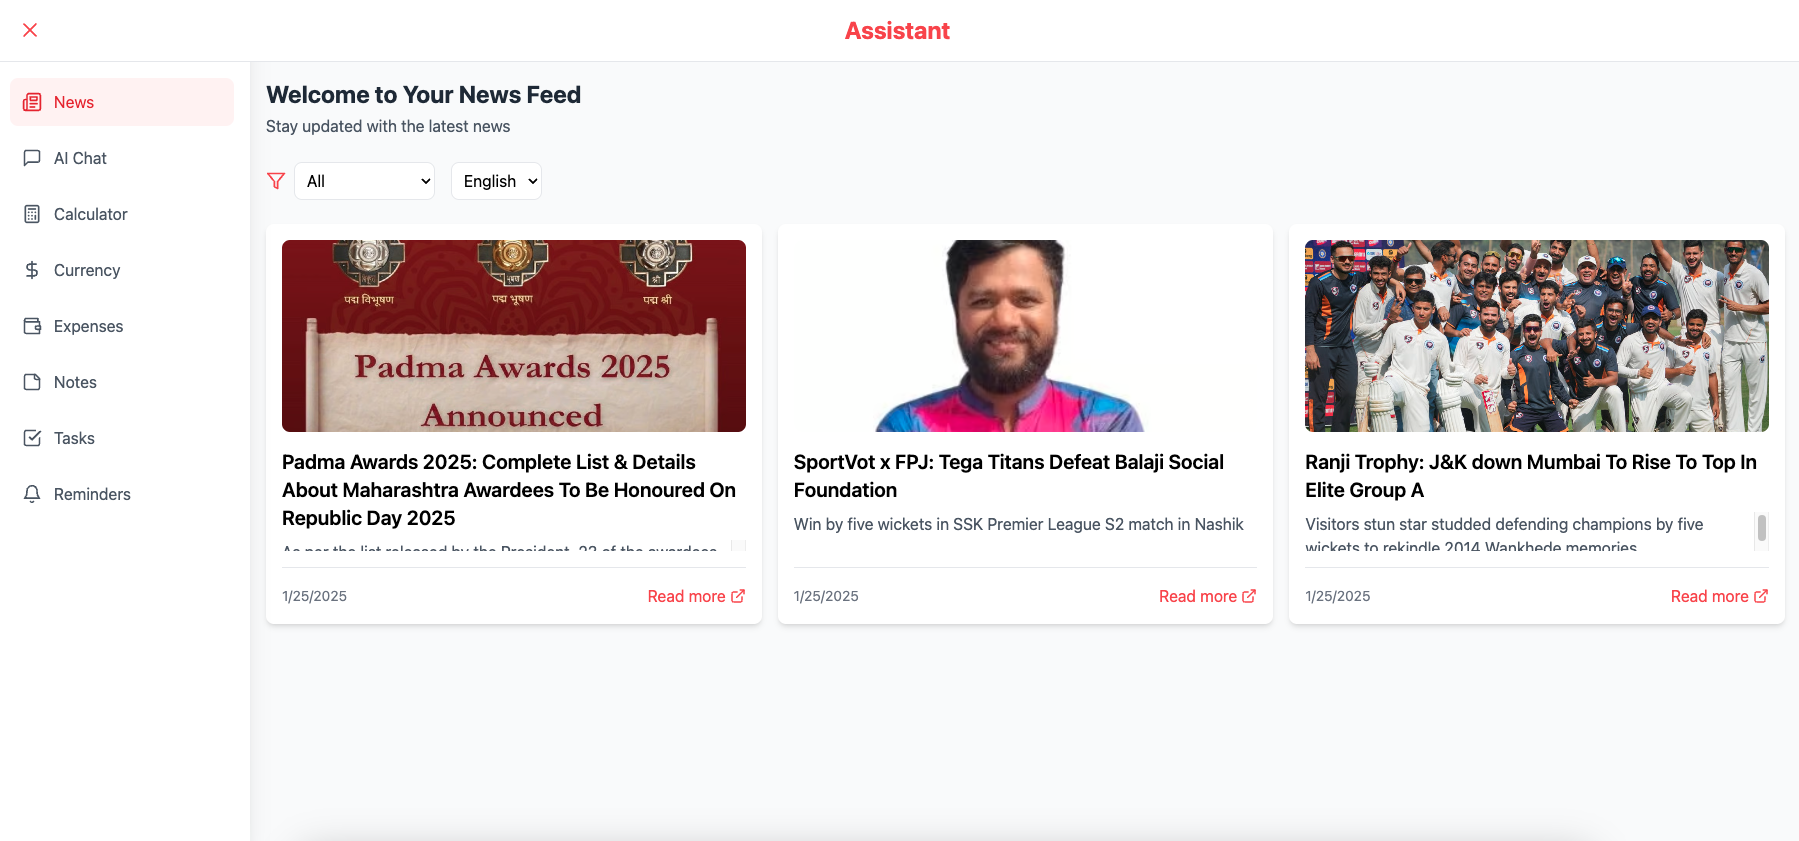 Assistant
News
AI Chat
Calculator
Currency
Expenses
Notes
Tasks
Reminders
Welcome to Your News Feed
Stay updated with the latest news
All
English
पद्म विभूषण
पद्म भूषण
पद्म श्री
Padma Awards 2025
Announced
Padma Awards 2025: Complete List & Details
About Maharashtra Awardees To Be Honoured On
Republic Day 2025
As per the list released by the President, 23 of the awardees
1/25/2025
Read more
SportVot x FPJ: Tega Titans Defeat Balaji Social
Foundation
Win by five wickets in SSK Premier League S2 match in Nashik
1/25/2025
Read more
Ranji Trophy: J&K down Mumbai To Rise To Top In
Elite Group A
Visitors stun star studded defending champions by five
wickets to rekindle 2014 Wankhede memories
1/25/2025
Read more